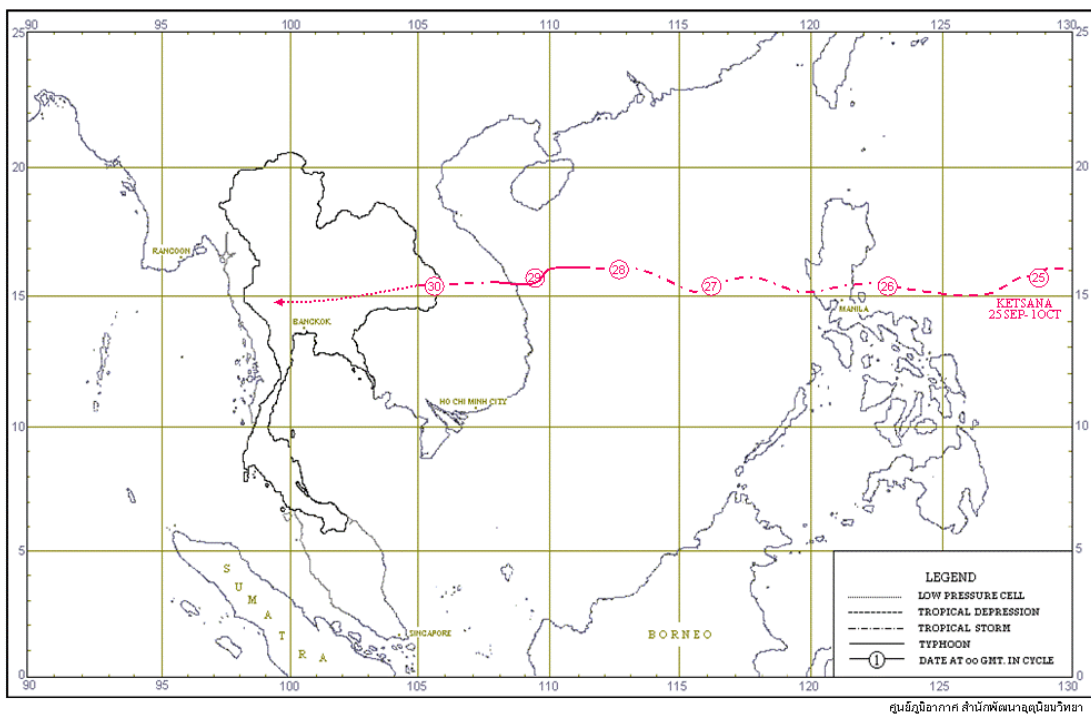 90 95 100 105 110 115 120 125 130
25 25
20 20
RANGOON
30 29 28 27 26 25
15 15
KETSANA
25 SEP- 1 OCT
MANILA
BANGKOK
HO CHI MINH CITY
10 10
5 5
SUMATRA
SINGAPORE
BORNEO
LEGEND
LOW PRESSURE CELL
TROPICAL DEPRESSION
TROPICAL STORM
TYPHOON
1 DATE AT 00 GMT. IN CYCLE
0 0
90 95 100 105 110 115 120 125 130
ศูนย์ภูมิอากาศ สำนักพัฒนาอุตุนิยมวิทยา